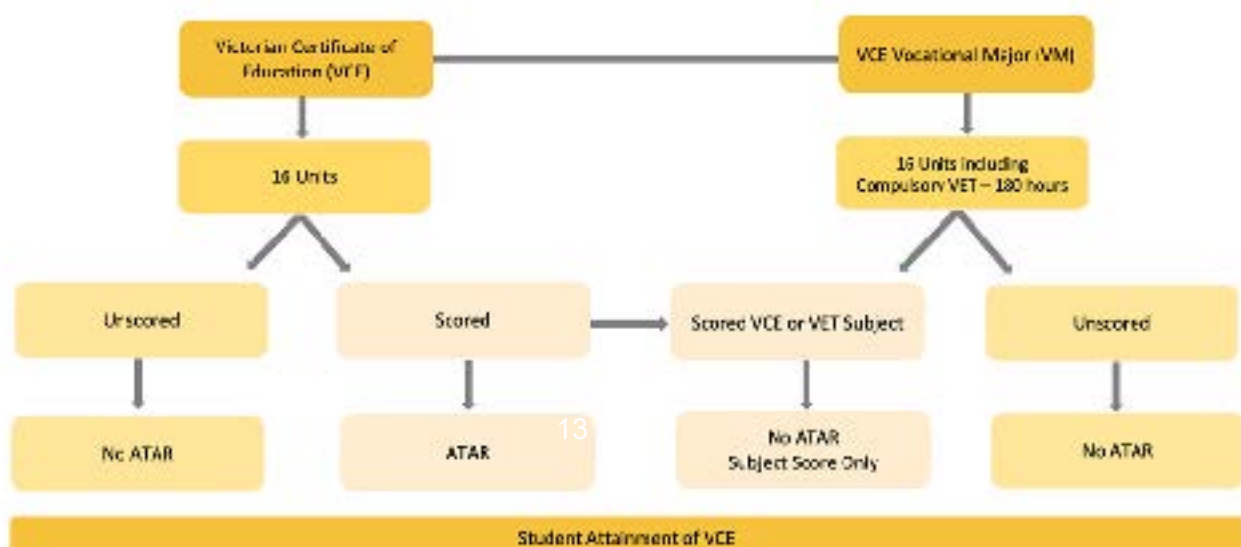 Victorian Certificate of
Education (VCE)
VCE Vocational Major (VM)
16 Units
16 Units including
Compulsory VET – 180 hours
Unscored
Scored
Scored VCE or VET Subject
Unscored
No ATAR
ATAR
13
No ATAR
Subject Score Only
No ATAR
Student Attainment of VCE